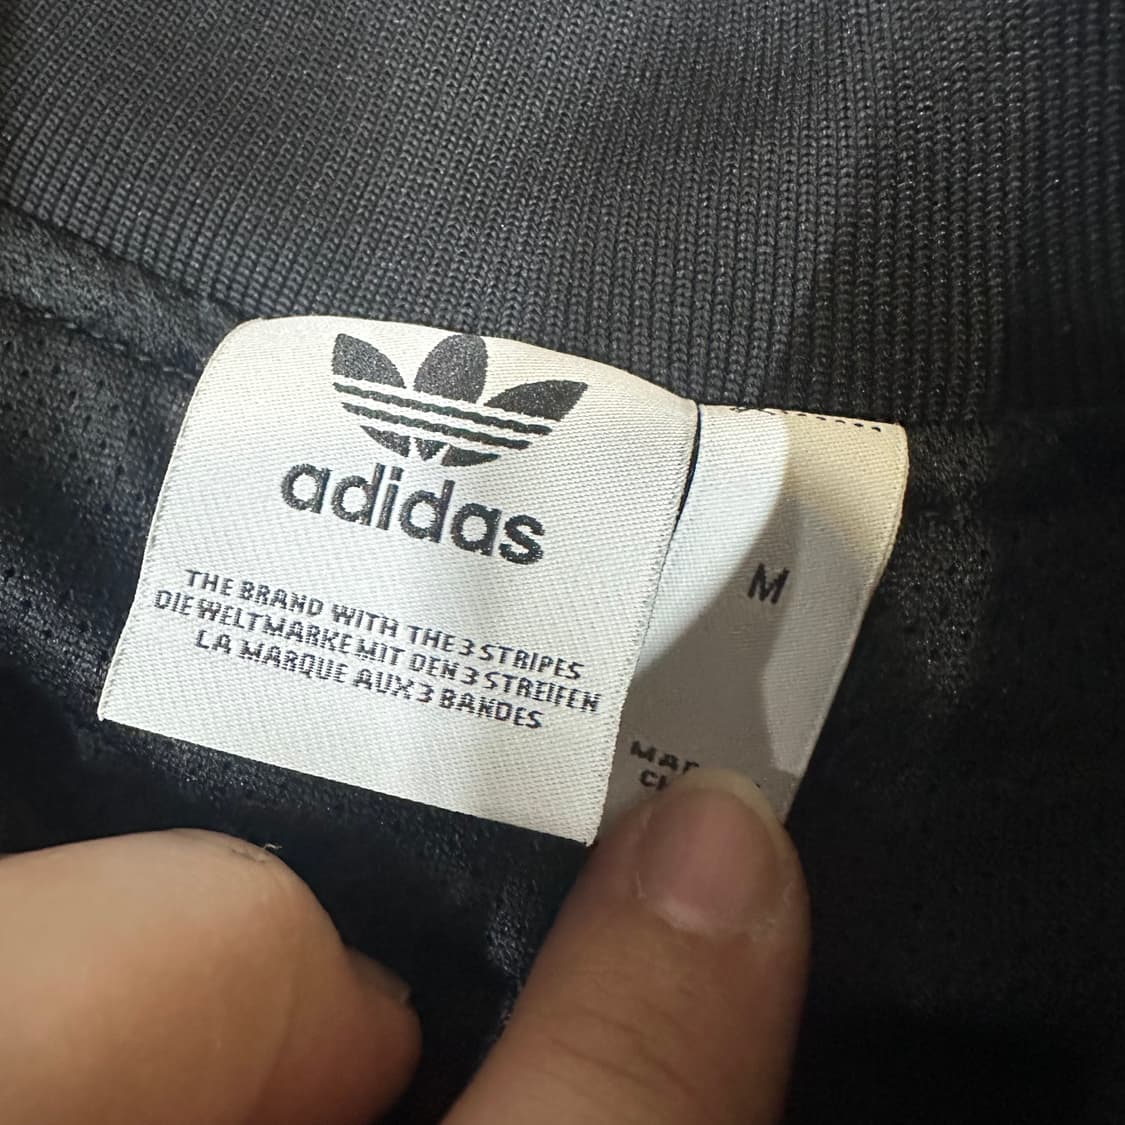 adidas
THE BRAND WITH THE 3 STRIPES
DIE WELTMARKE MIT DEN 3 STREIFEN
LA MARQUE AUX 3 BANDES
M